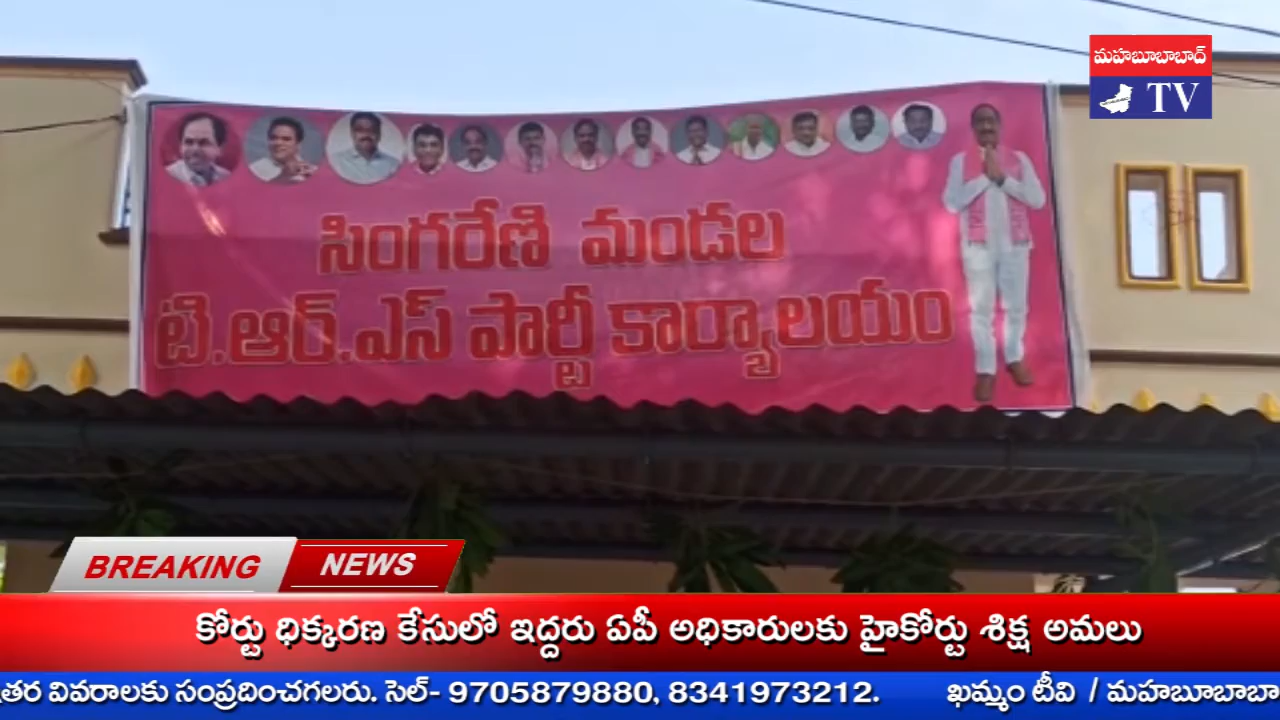 మహబూబాబాద్
TV
సింగరేణి మండల
టి.ఆర్.ఎస్ పార్టీ కార్యాలయం
BREAKING NEWS
కోర్టు ధిక్కరణ కేసులో ఇద్దరు ఏపీ అధికారులకు హైకోర్టు శిక్ష అమలు
తర వివరాలకు సంప్రదించగలరు. సెల్- 9705879880, 8341973212. ఖమ్మం టీవి / మహబూబాబా